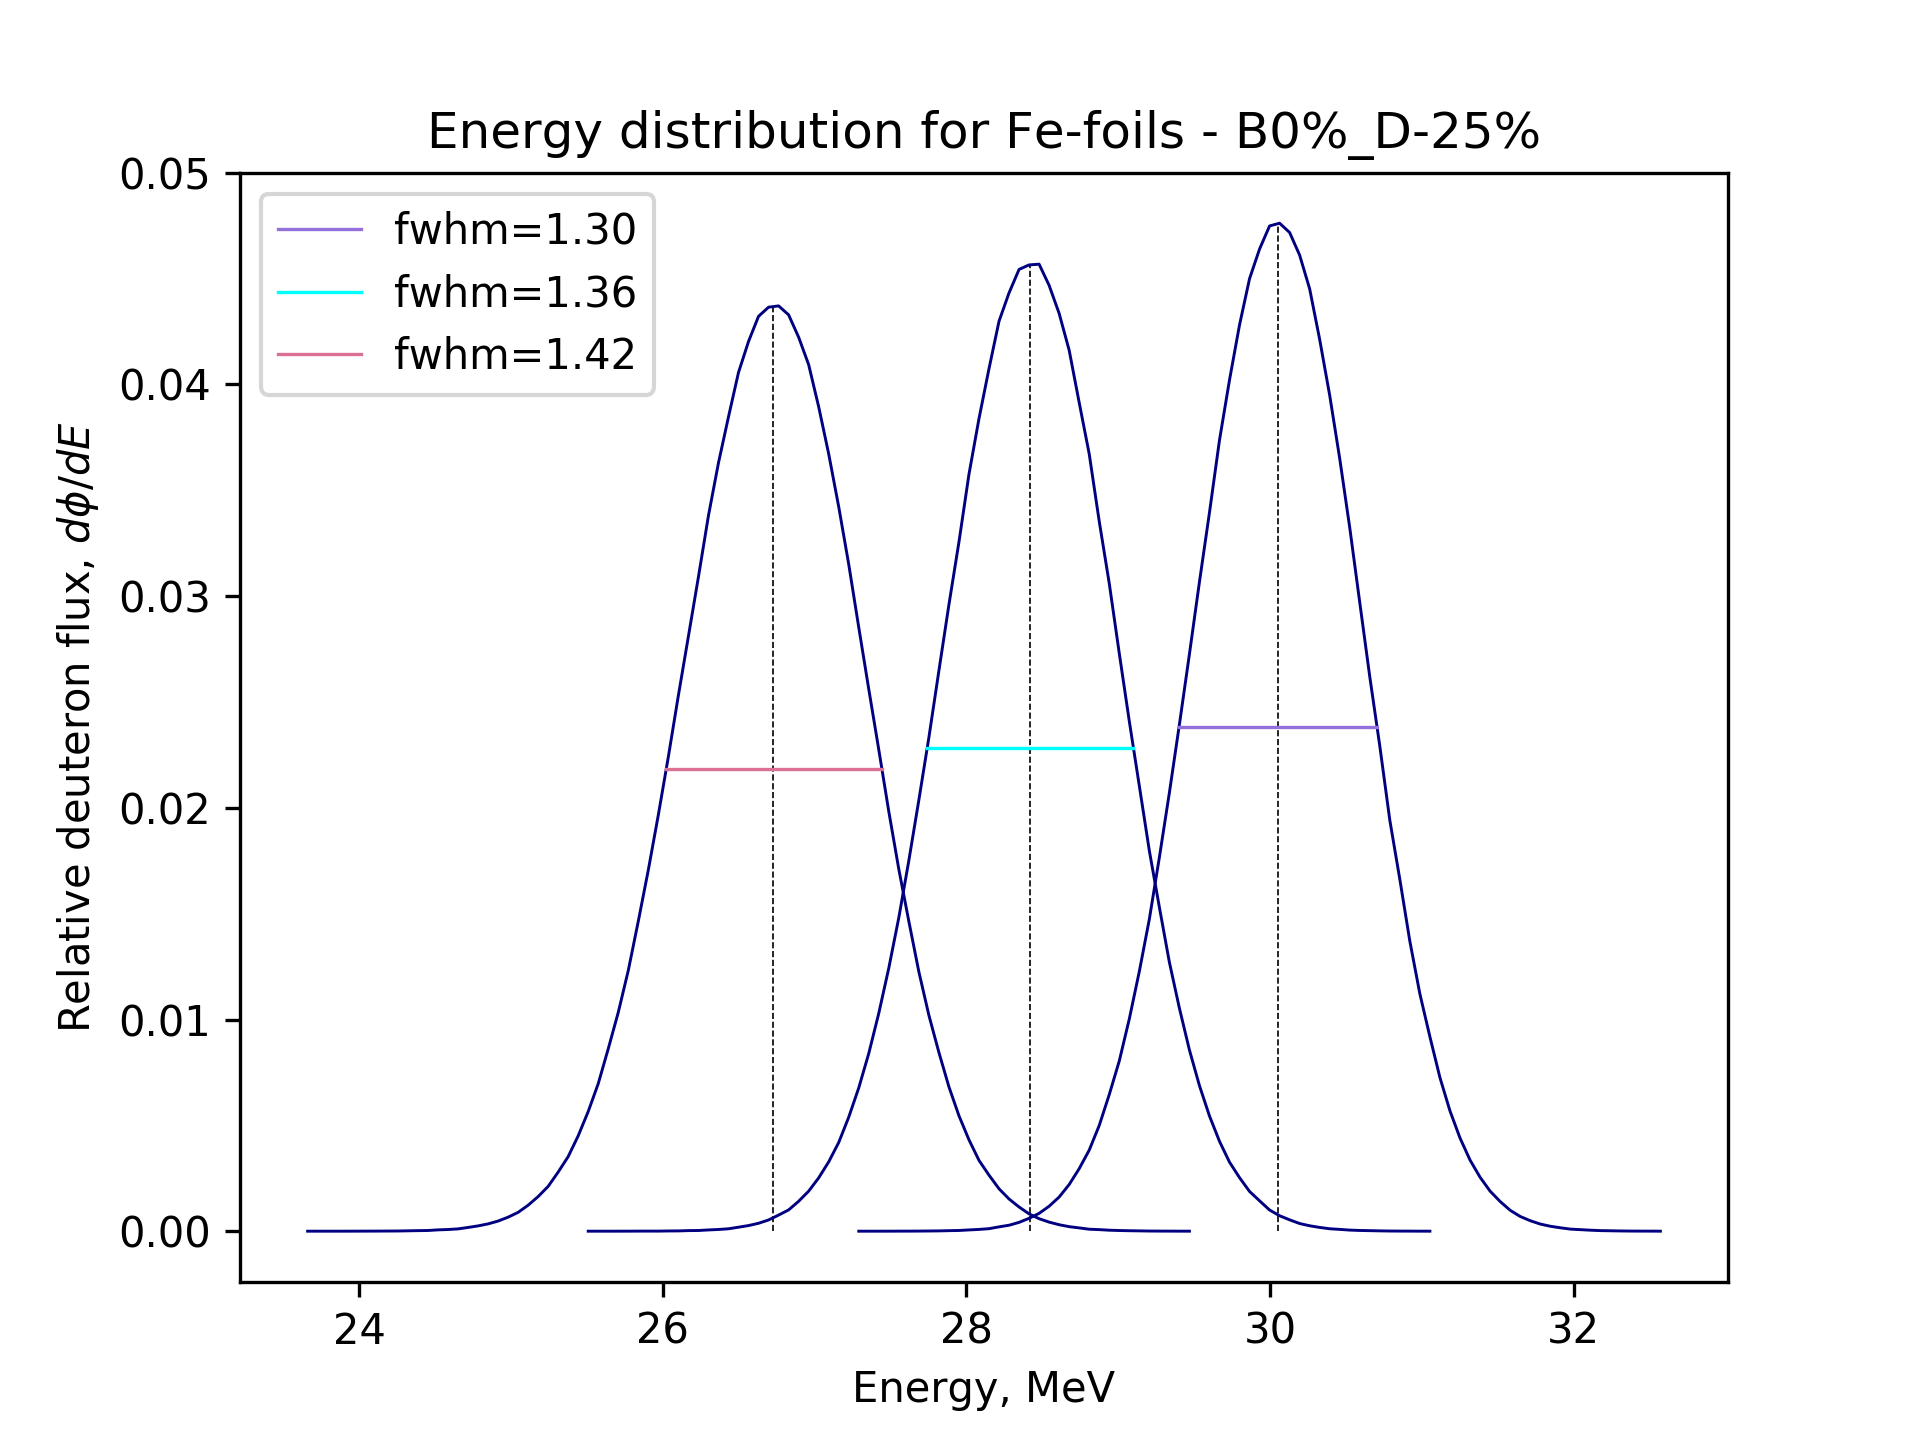 Energy distribution for Fe-foils - B0%_D-25%
fwhm=1.30
fwhm=1.36
fwhm=1.42
Relative deuteron flux, dϕ/dE
0.05
0.04
0.03
0.02
0.01
0.00
24 26 28 30 32
Energy, MeV